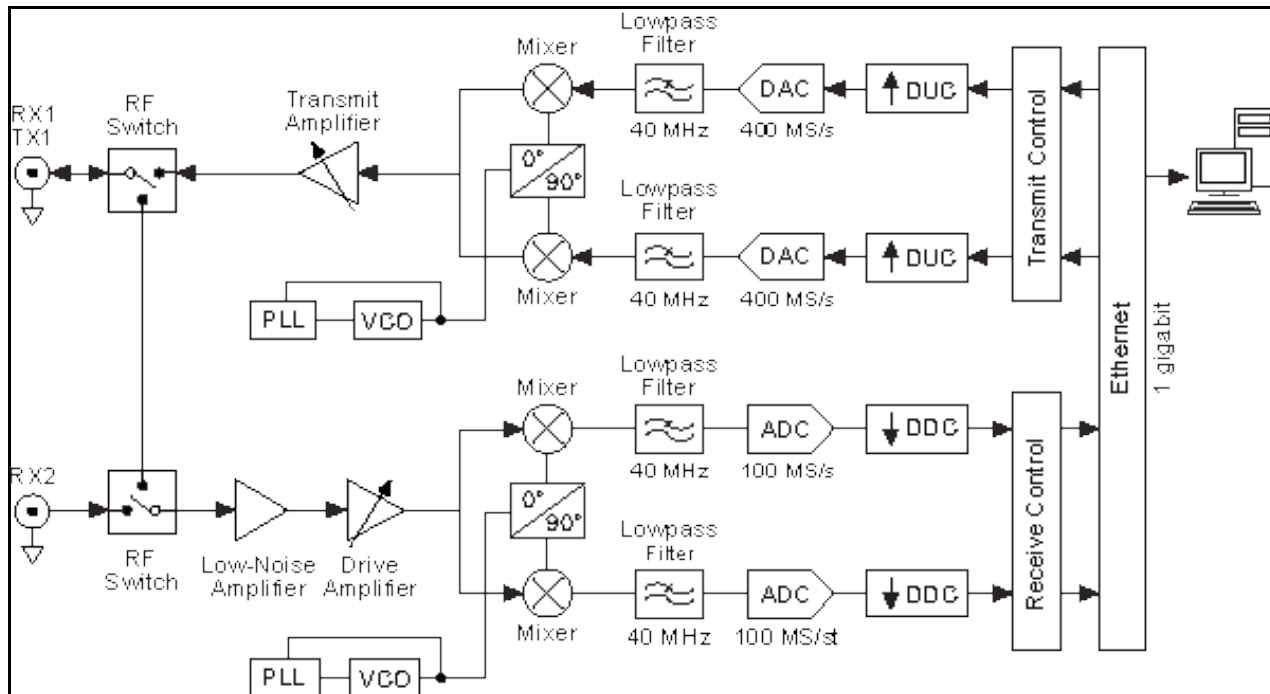 Lowpass
Filter
Mixer
RX1
TX1
RF
Switch
Transmit
Amplifier
DAC
DUC
40 MHz
400 MS/s
0°
90°
Lowpass
Filter
DAC
DUC
Mixer
40 MHz
400 MS/s
PLL
VCO
Transmit Control
Ethernet
1 gigabit
Lowpass
Filter
Mixer
ADC
DDC
40 MHz
100 MS/s
RX2
0°
90°
RF
Switch
Low-Noise
Amplifier
Drive
Amplifier
Lowpass
Filter
ADC
DDC
Mixer
40 MHz
100 MS/st
PLL
VCO
Receive Control